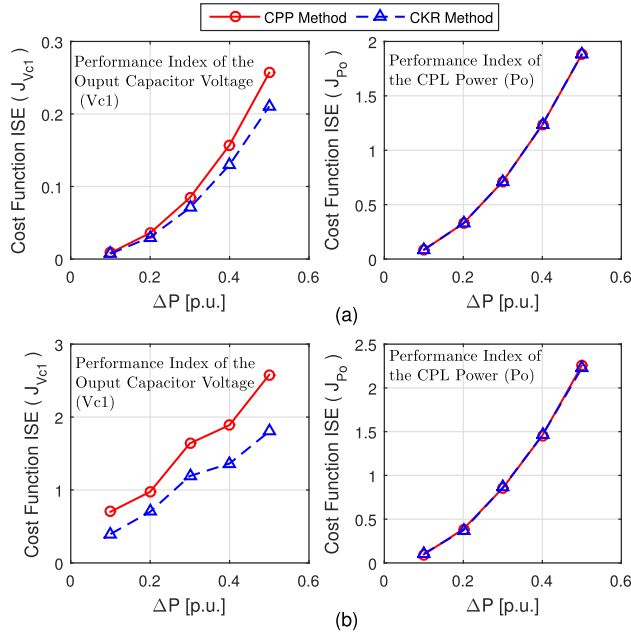 CPP Method CKR Method
Performance Index of the
Ouput Capacitor Voltage
(Vc1)
Cost Function ISE ( J_Vc1 )
0.3
0.2
0.1
0
0 0.2 0.4 0.6
ΔP [p.u.]
Performance Index of
the CPL Power (Po)
Cost Function ISE ( J_Po )
2
1.5
1
0.5
0
0 0.2 0.4 0.6
ΔP [p.u.]
(a)
Performance Index of the
Ouput Capacitor Voltage
(Vc1)
Cost Function ISE ( J_Vc1 )
3
2
1
0
0 0.2 0.4 0.6
ΔP [p.u.]
Performance Index of
the CPL Power (Po)
Cost Function ISE ( J_Po )
2.5
2
1.5
1
0.5
0
0 0.2 0.4 0.6
ΔP [p.u.]
(b)